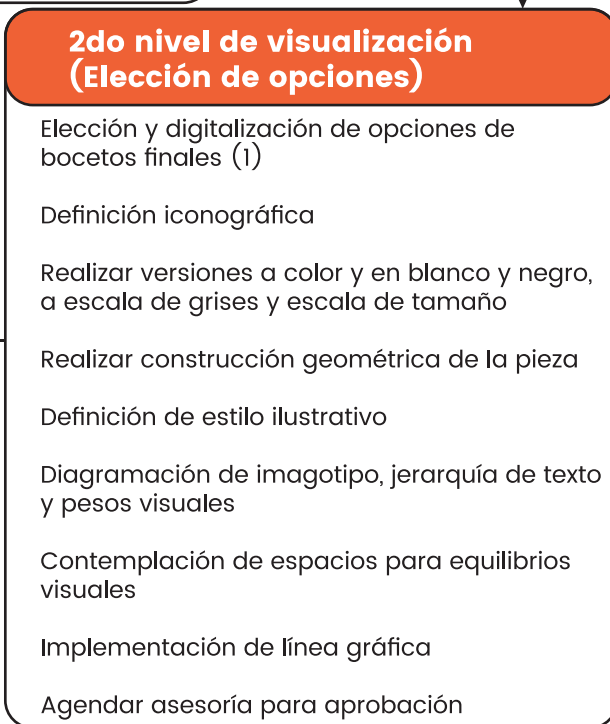 2do nivel de visualización
(Elección de opciones)
Elección y digitalización de opciones de
bocetos finales (1)
Definición iconográfica
Realizar versiones a color y en blanco y negro,
a escala de grises y escala de tamaño
Realizar construcción geométrica de la pieza
Definición de estilo ilustrativo
Diagramación de imagotipo, jerarquía de texto
y pesos visuales
Contemplación de espacios para equilibrios
visuales
Implementación de línea gráfica
Agendar asesoría para aprobación